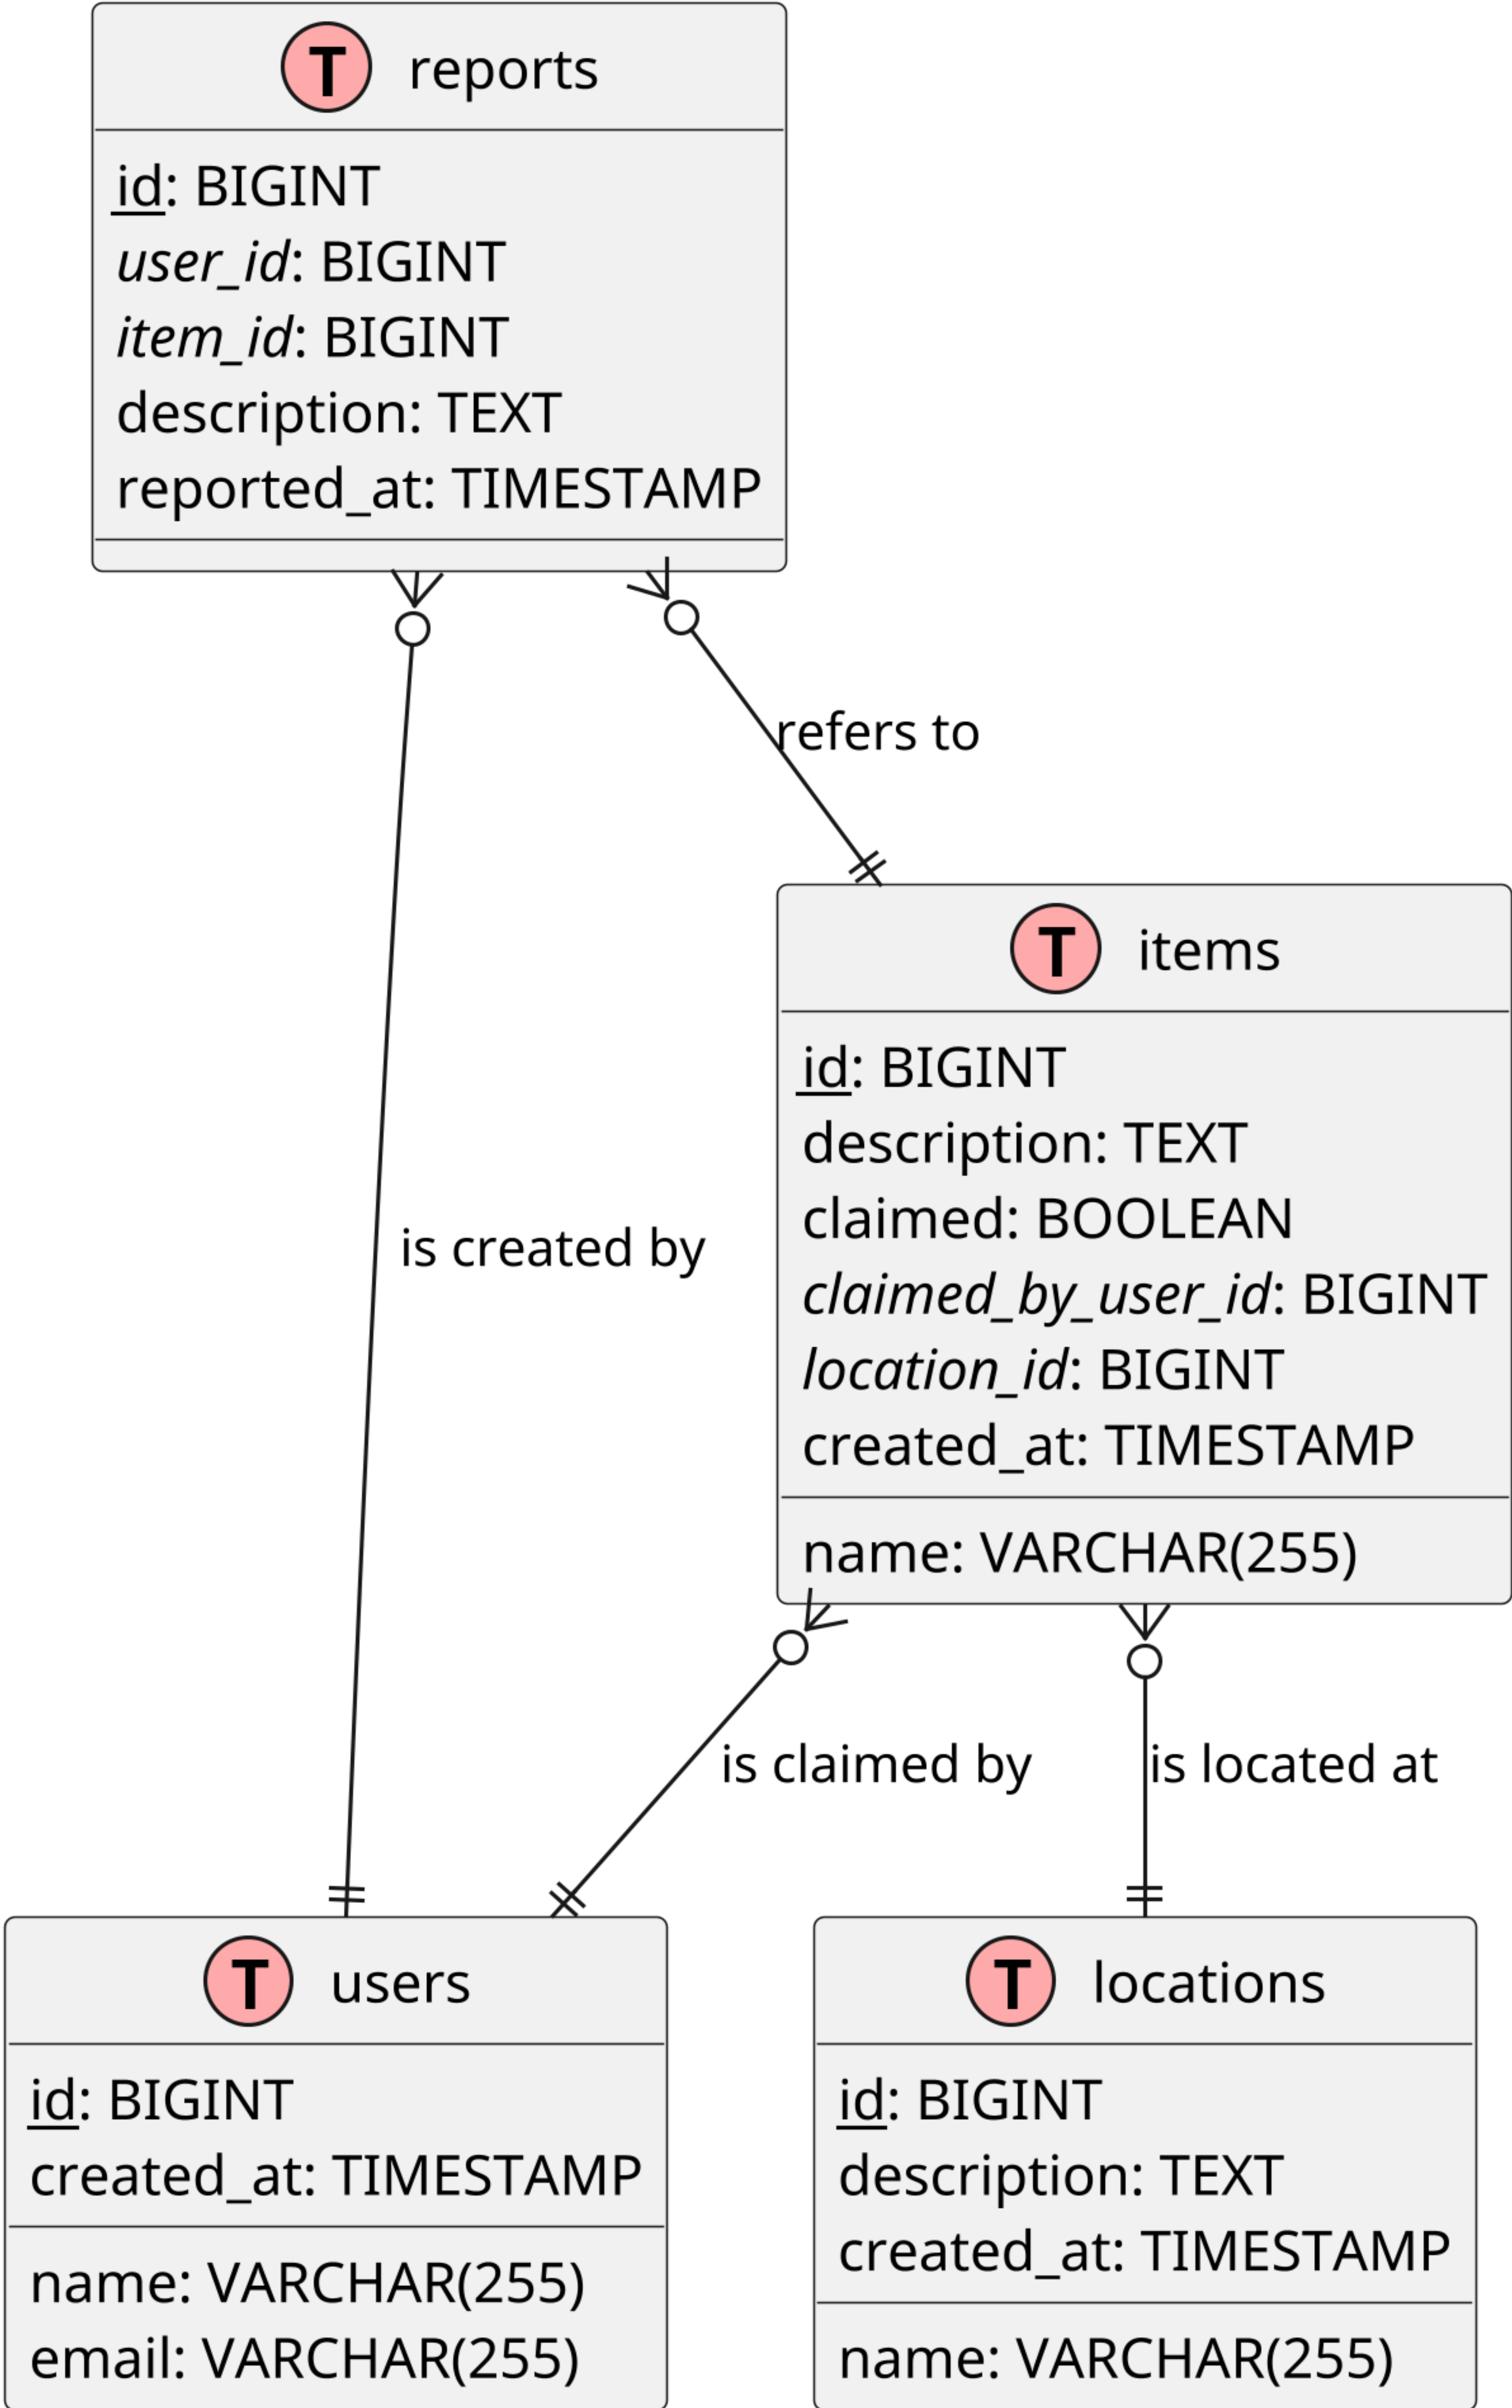 T reports
id: BIGINT
user_id: BIGINT
item_id: BIGINT
description: TEXT
reported_at: TIMESTAMP
refers to
T items
id: BIGINT
description: TEXT
claimed: BOOLEAN
claimed_by_user_id: BIGINT
location_id: BIGINT
created_at: TIMESTAMP
name: VARCHAR(255)
is created by
is claimed by
is located at
T users
id: BIGINT
created_at: TIMESTAMP
name: VARCHAR(255)
email: VARCHAR(255)
T locations
id: BIGINT
description: TEXT
created_at: TIMESTAMP
name: VARCHAR(255)